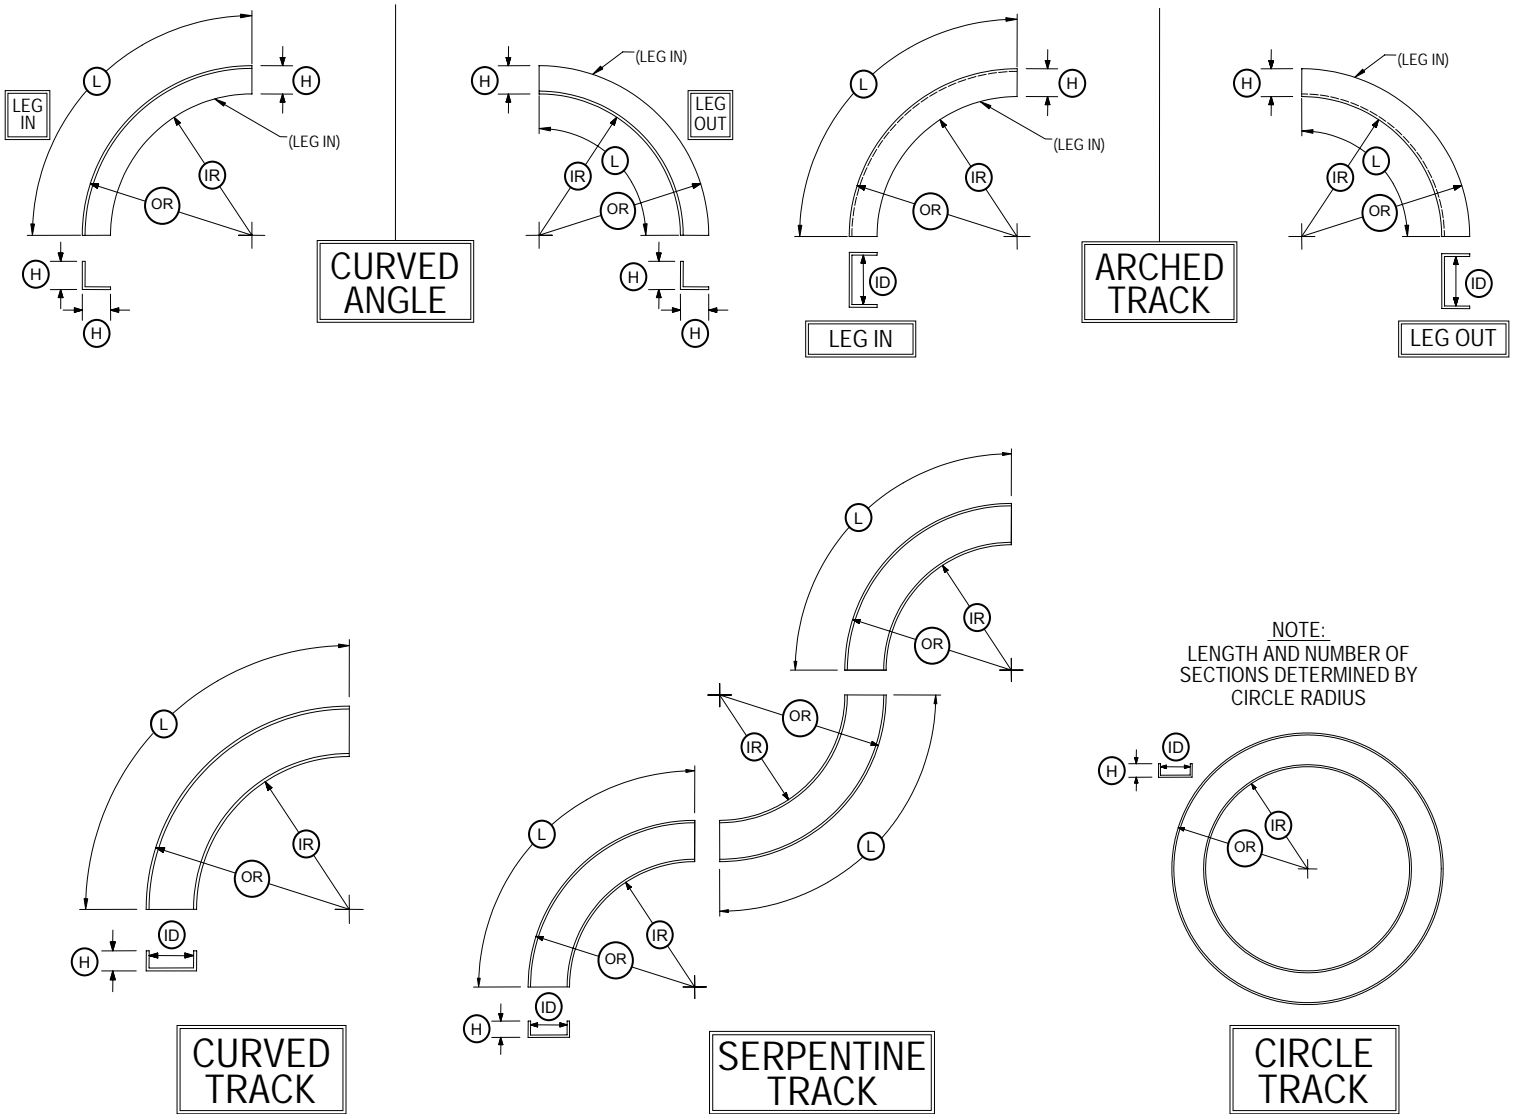 L
H
LEG
IN
(LEG IN)
IR
OR
H
H
CURVED
ANGLE
H
(LEG IN)
LEG
OUT
L
IR
OR
H
H
L
H
(LEG IN)
IR
OR
ID
LEG IN
ARCHED
TRACK
H
(LEG IN)
L
IR
OR
ID
LEG OUT
L
IR
OR
ID
H
CURVED
TRACK
L
IR
OR
OR
IR
L
L
IR
OR
ID
H
SERPENTINE
TRACK
NOTE:
LENGTH AND NUMBER OF
SECTIONS DETERMINED BY
CIRCLE RADIUS
ID
H
IR
OR
CIRCLE
TRACK